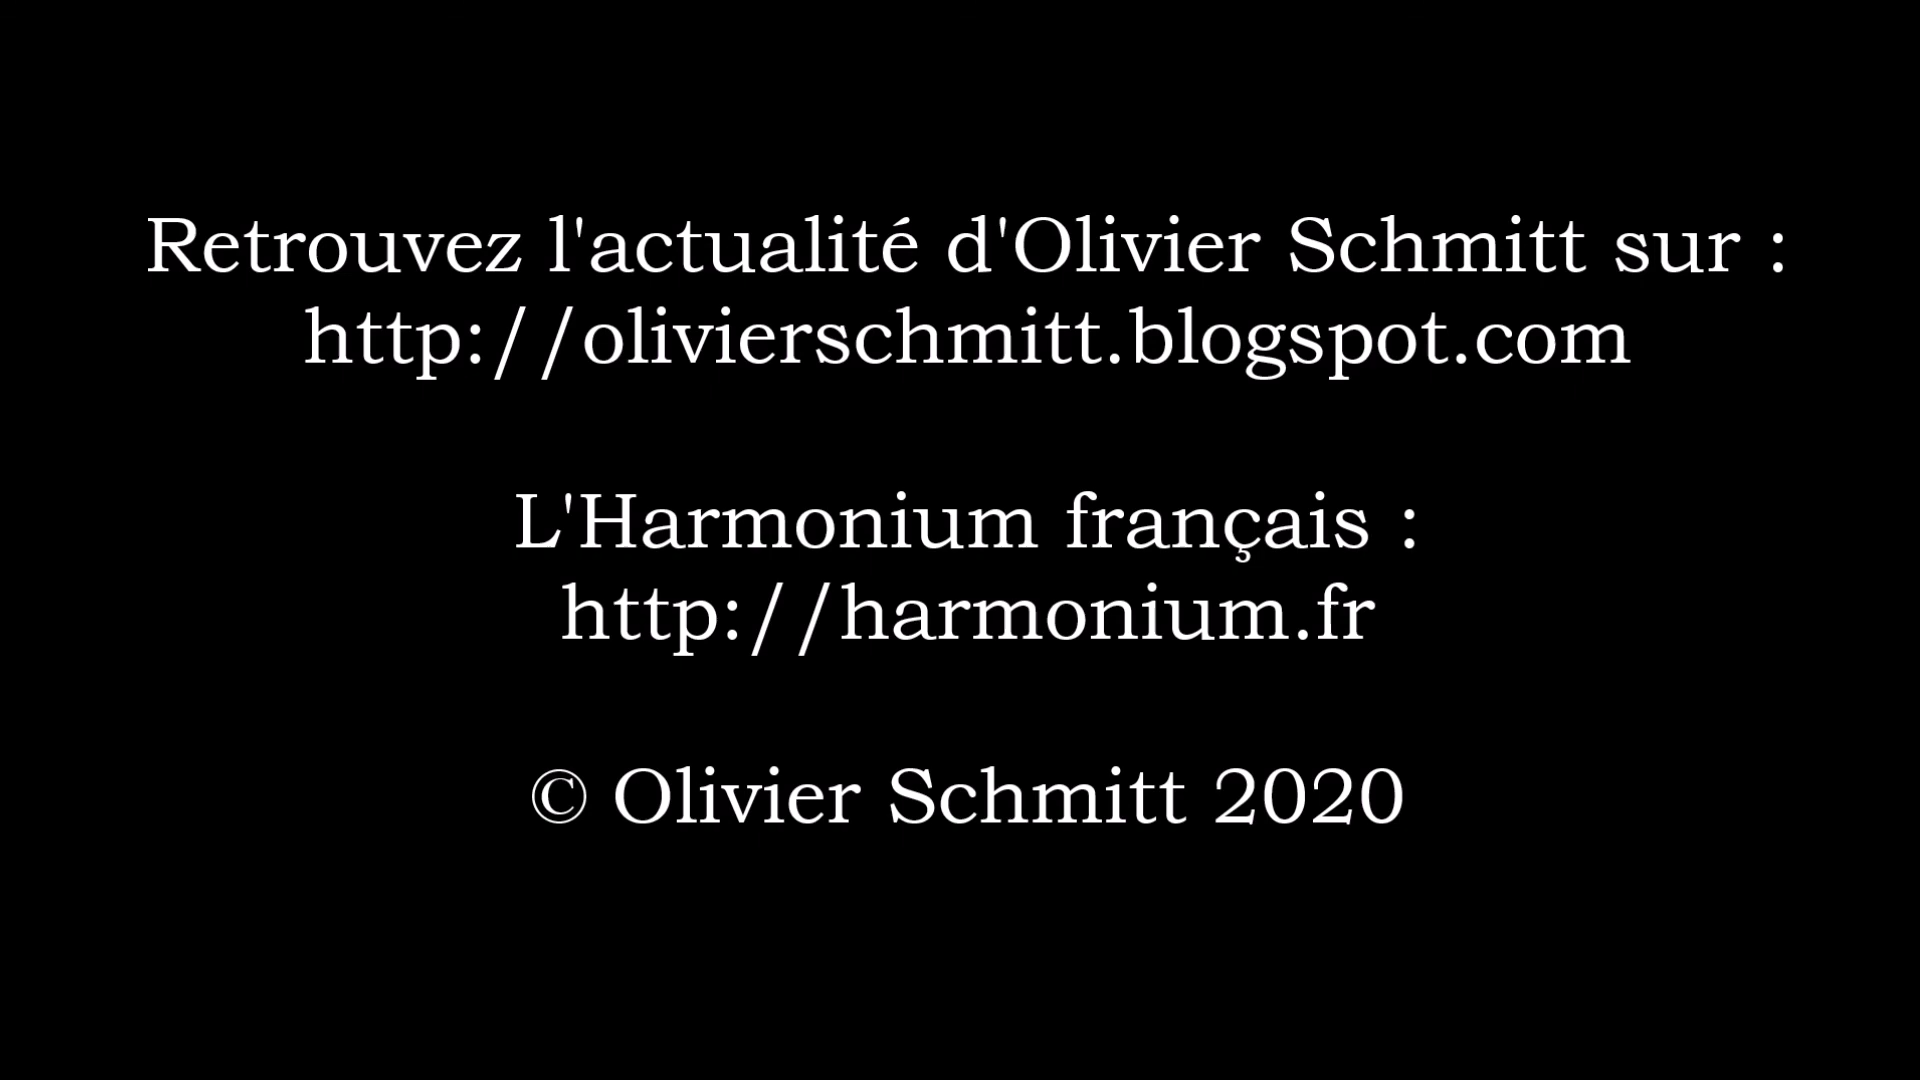 Retrouvez l'actualité d'Olivier Schmitt sur :
http://olivierschmitt.blogspot.com
L'Harmonium français :
http://harmonium.fr
© Olivier Schmitt 2020